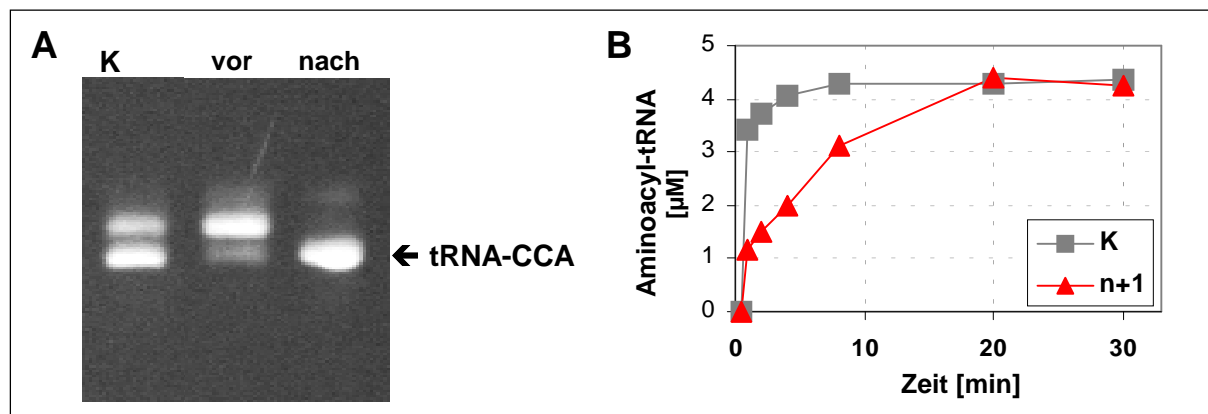 A
K vor nach
← tRNA-CCA
B
Aminoacyl-tRNA
[µM]
5
4
3
2
1
0
K
n+1
0 10 20 30
Zeit [min]